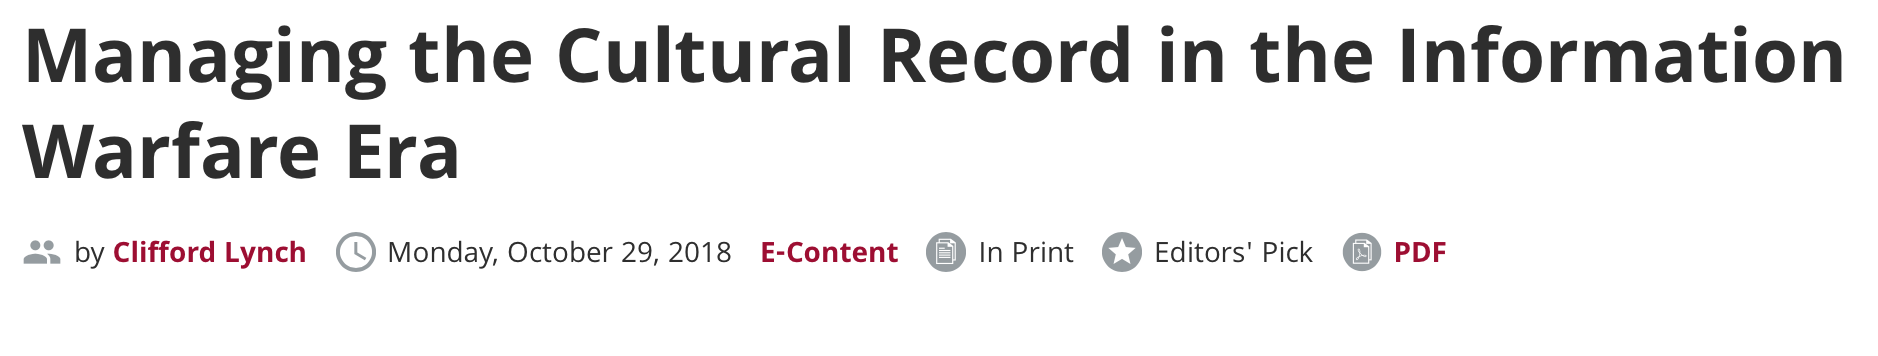 Managing the Cultural Record in the Information
Warfare Era
by Clifford Lynch Monday, October 29, 2018 E-Content In Print Editors' Pick PDF